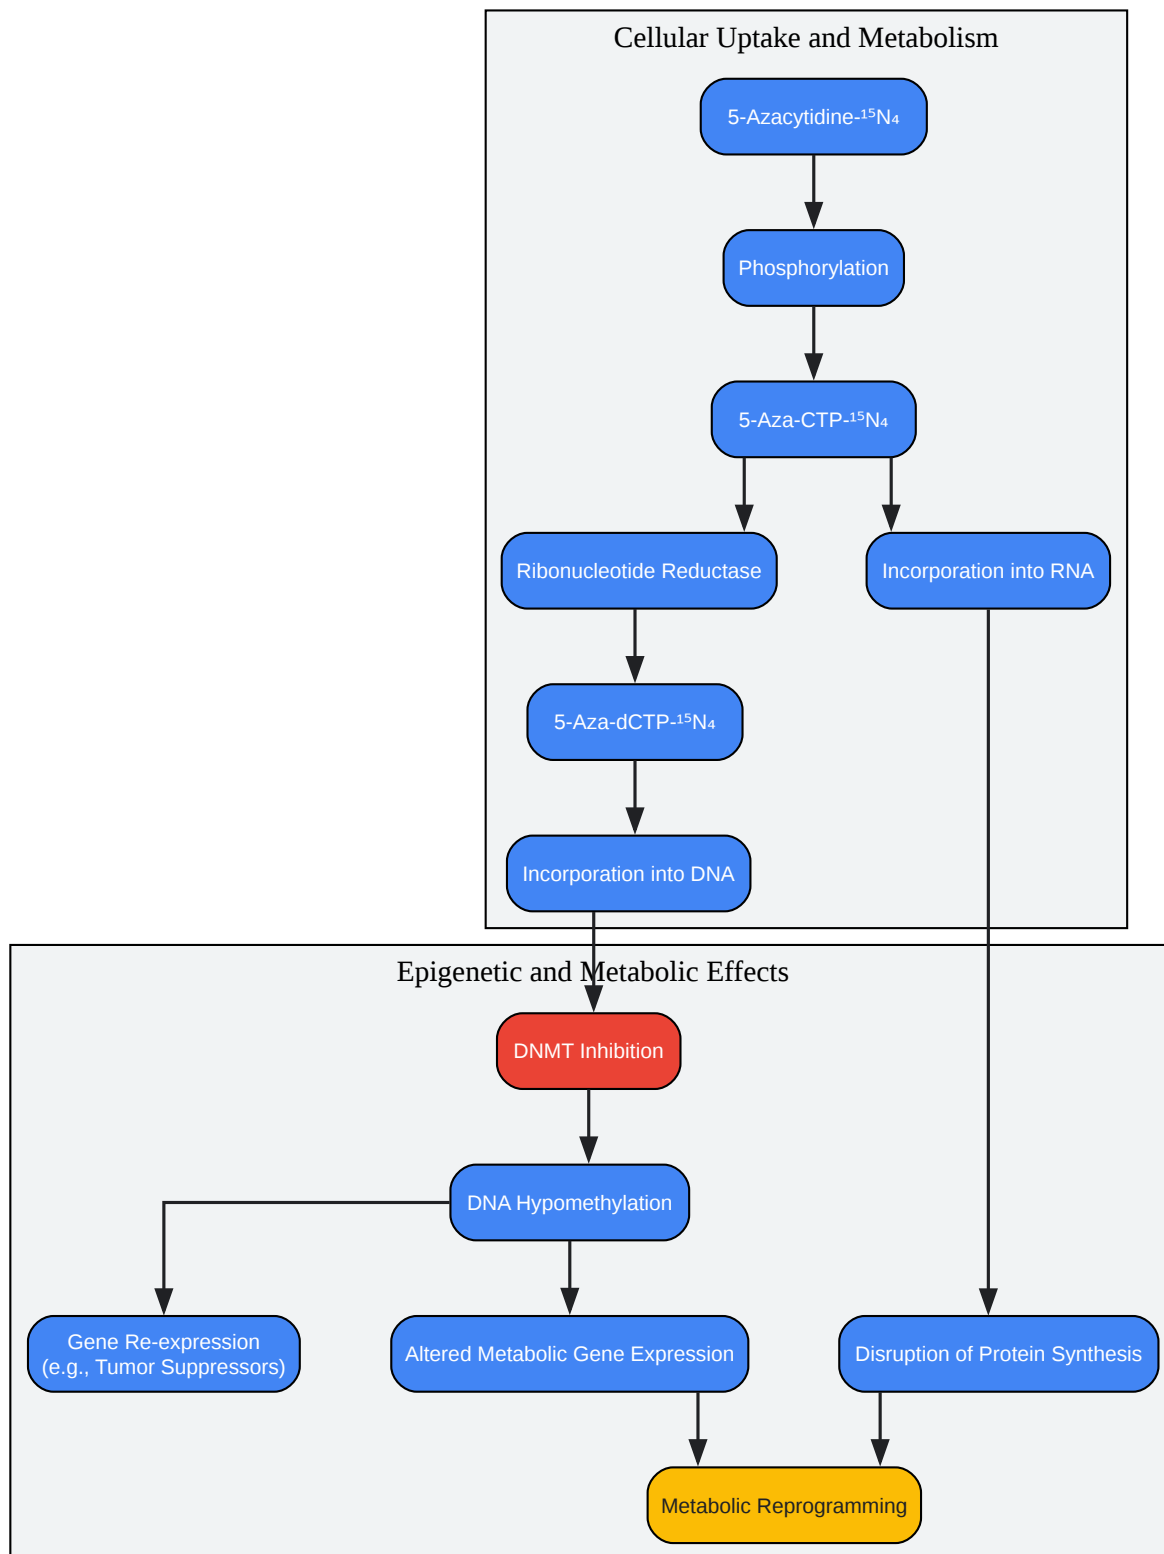 Cellular Uptake and Metabolism
5-Azacytidine-¹⁵N₄
Phosphorylation
5-Aza-CTP-¹⁵N₄
Ribonucleotide Reductase
Incorporation into RNA
5-Aza-dCTP-¹⁵N₄
Incorporation into DNA
Epigenetic and Metabolic Effects
DNMT Inhibition
DNA Hypomethylation
Gene Re-expression
(e.g., Tumor Suppressors)
Altered Metabolic Gene Expression
Disruption of Protein Synthesis
Metabolic Reprogramming